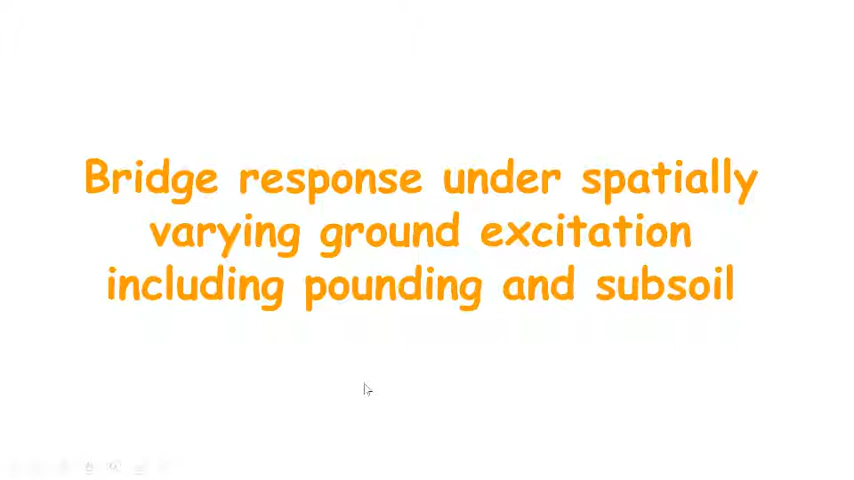 Bridge response under spatially
varying ground excitation
including pounding and subsoil